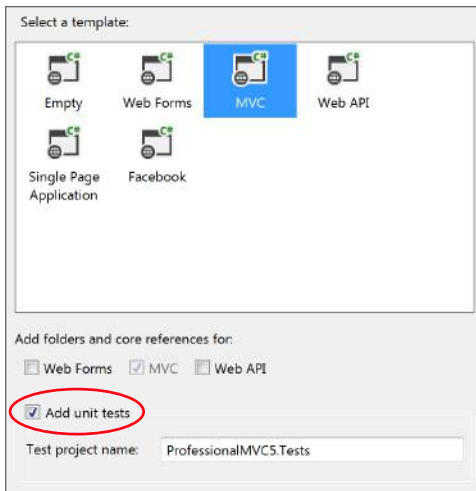 Select a template:
C# C# C# C#
Empty Web Forms MVC Web API
C# C#
Single Page Facebook
Application
Add folders and core references for:
Web Forms MVC Web API
Add unit tests
Test project name: ProfessionalMVC5.Tests